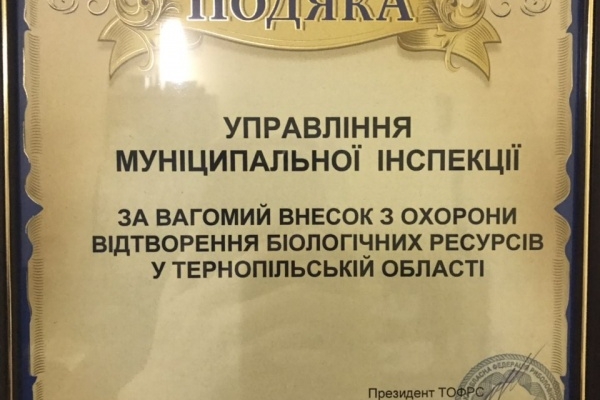 ПОДЯКА
УПРАВЛІННЯ
МУНІЦИПАЛЬНОЇ ІНСПЕКЦІЇ
ЗА ВАГОМИЙ ВНЕСОК З ОХОРОНИ
ВІДТВОРЕННЯ БІОЛОГІЧНИХ РЕСУРСІВ
У ТЕРНОПІЛЬСЬКІЙ ОБЛАСТІ
Президент ТОФРС